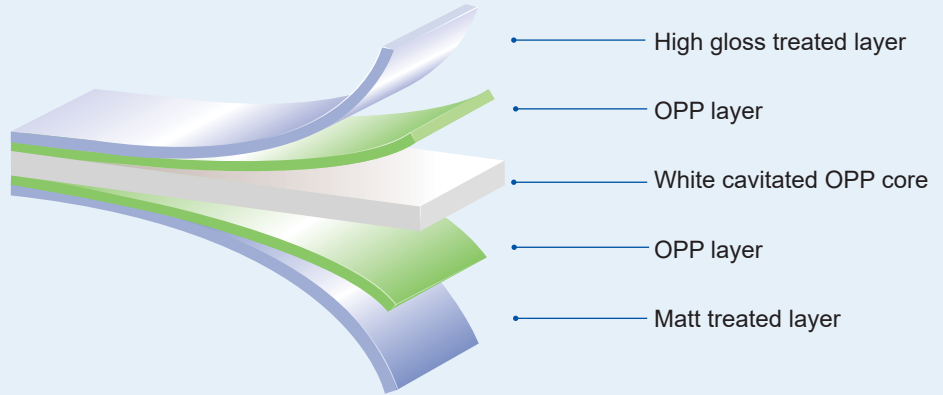 High gloss treated layer
OPP layer
White cavitated OPP core
OPP layer
Matt treated layer